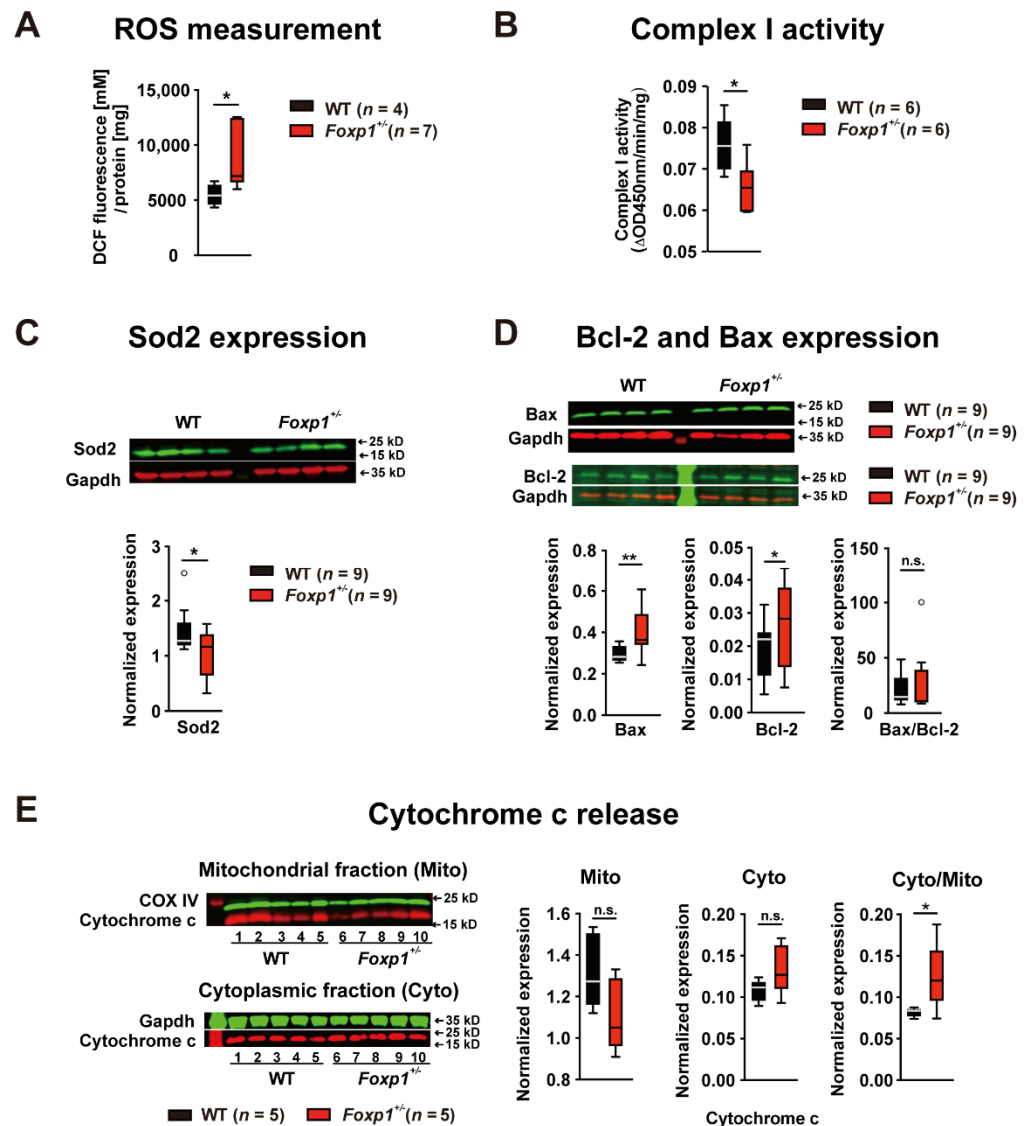 A ROS measurement
DCF fluorescence [mM]
/protein [mg]
15,000
10,000
5000
0
*
WT (n = 4)
Foxp1+/- (n = 7)
B Complex I activity
Complex I activity
(ΔOD450nm/min/mg)
0.09
0.08
0.07
0.06
0.05
*
WT (n = 6)
Foxp1+/- (n = 6)
C Sod2 expression
WT Foxp1+/-
Sod2
←25 kD
←15 kD
Gapdh
←35 kD
Normalized expression
3
2
1
0
*
Sod2
WT (n = 9)
Foxp1+/- (n = 9)
D Bcl-2 and Bax expression
WT Foxp1+/-
Bax
←25 kD
←15 kD
Gapdh
←35 kD
WT (n = 9)
Foxp1+/- (n = 9)
Bcl-2
←25 kD
Gapdh
←35 kD
WT (n = 9)
Foxp1+/- (n = 9)
Normalized expression
0.8
0.6
0.4
0.2
0.0
**
Bax
Normalized expression
0.05
0.04
0.03
0.02
0.01
0.00
*
Bcl-2
Normalized expression
150
100
50
0
n.s.
Bax/Bcl-2
E Cytochrome c release
Mitochondrial fraction (Mito)
COX IV
←25 kD
Cytochrome c
←15 kD
1 2 3 4 5 6 7 8 9 10
WT Foxp1+/-
Cytoplasmic fraction (Cyto)
Gapdh
←35 kD
←25 kD
Cytochrome c
←15 kD
1 2 3 4 5 6 7 8 9 10
WT Foxp1+/-
WT (n = 5) Foxp1+/- (n = 5)
Mito
Normalized expression
1.6
1.4
1.2
1.0
0.8
n.s.
Cyto
Normalized expression
0.20
0.15
0.10
0.05
0.00
n.s.
Cyto/Mito
Normalized expression
0.20
0.15
0.10
0.05
0.00
*
Cytochrome c